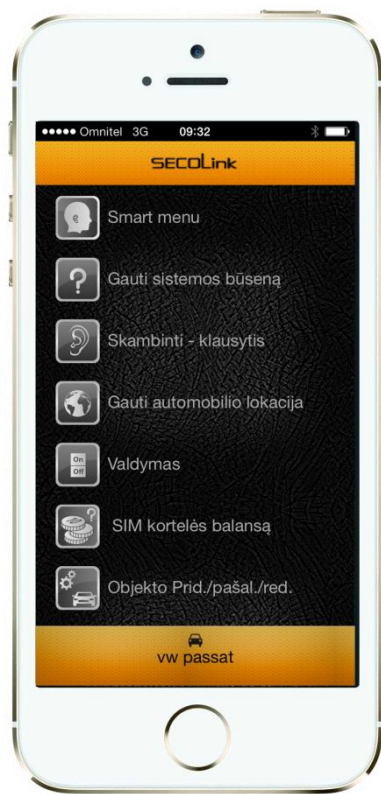 Omnitel 3G 09:32
SECOLink
Smart menu
Gauti sistemos būseną
Skambinti - klausytis
Gauti automobilio lokacija
On
Off
Valdymas
?
SIM kortelės balansą
Objekto Prid./pašal./red.
vw passat